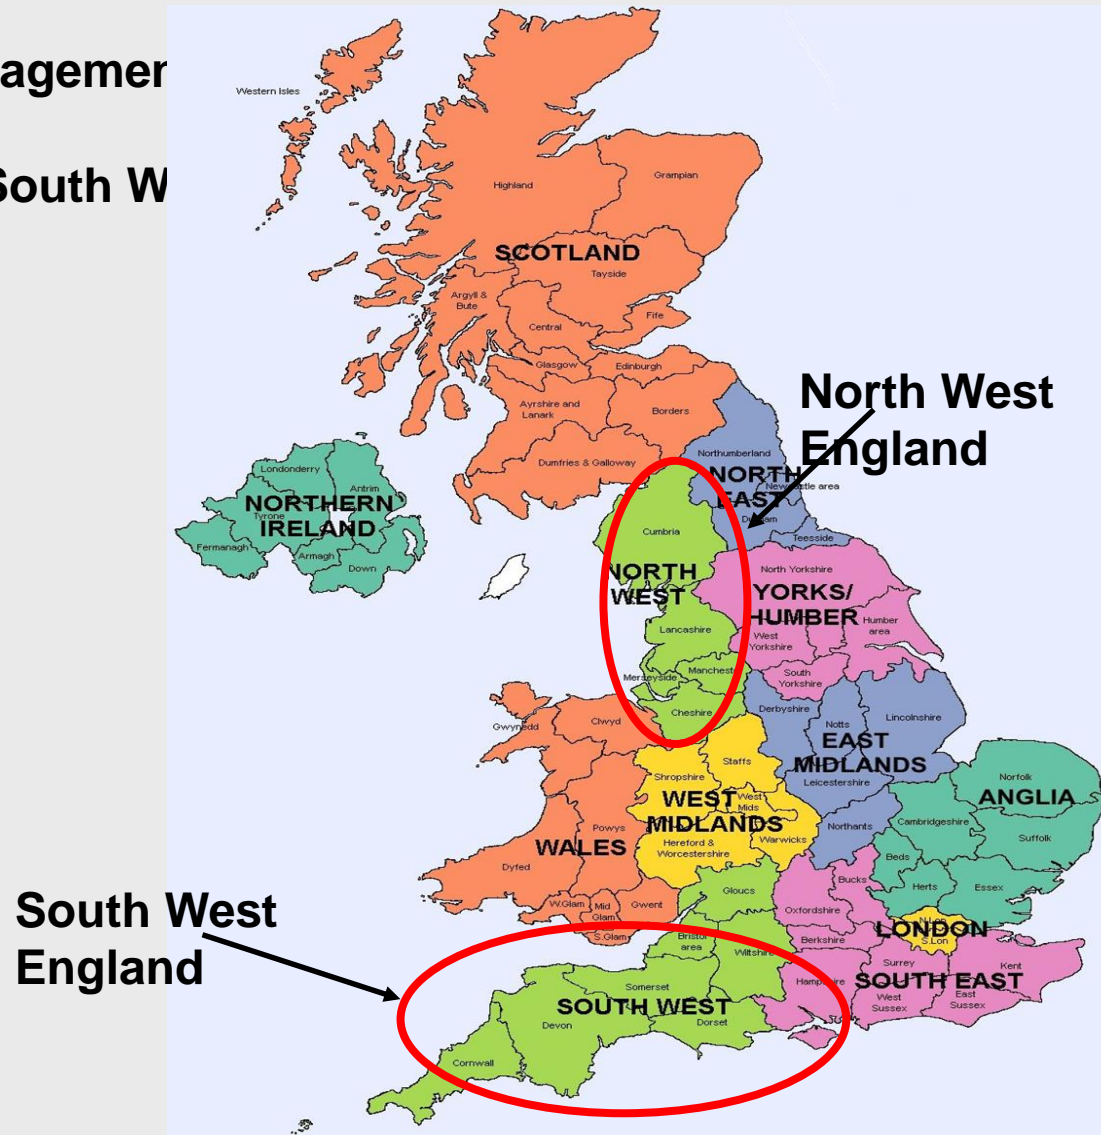 agemen
South W
Western Isles
Highland
Grampian
SCOTLAND
Tayside
Argyll &
Bute
Central
Fife
Glasgow
Edinburgh
Ayrshire and
Lanark
Borders
Dumfries & Galloway
North West
England
Northumberland
NORTH
EAST
Newcastle area
Durham
Teesside
Londonderry
Antrim
NORTHERN
IRELAND
Tyrone
Fermanagh
Armagh
Down
Cumbria
NORTH
WEST
Lancashire
Merseyside
Manchest
Cheshire
North Yorkshire
YORKS/
HUMBER
Humber
area
West
Yorkshire
South
Yorkshire
Derbyshire
Notts
Lincolnshire
EAST
MIDLANDS
Leicestershire
Northants
Gwynedd
Clwyd
Powys
WALES
Dyfed
W.Glam
Mid
Glam
Gwent
S.Glam
Shropshire
Staffs
WEST
MIDLANDS
West
Mids
Hereford &
Worcestershire
Warwicks
Norfolk
ANGLIA
Cambridgeshire
Suffolk
Beds
Herts
Essex
South West
England
Gloucs
Bristol
area
Wiltshire
Somerset
SOUTH WEST
Devon
Dorset
Cornwall
Bucks
Oxfordshire
Berkshire
N.Lon
LONDON
S.Lon
Hampshire
Surrey
Kent
SOUTH EAST
West
Sussex
East
Sussex